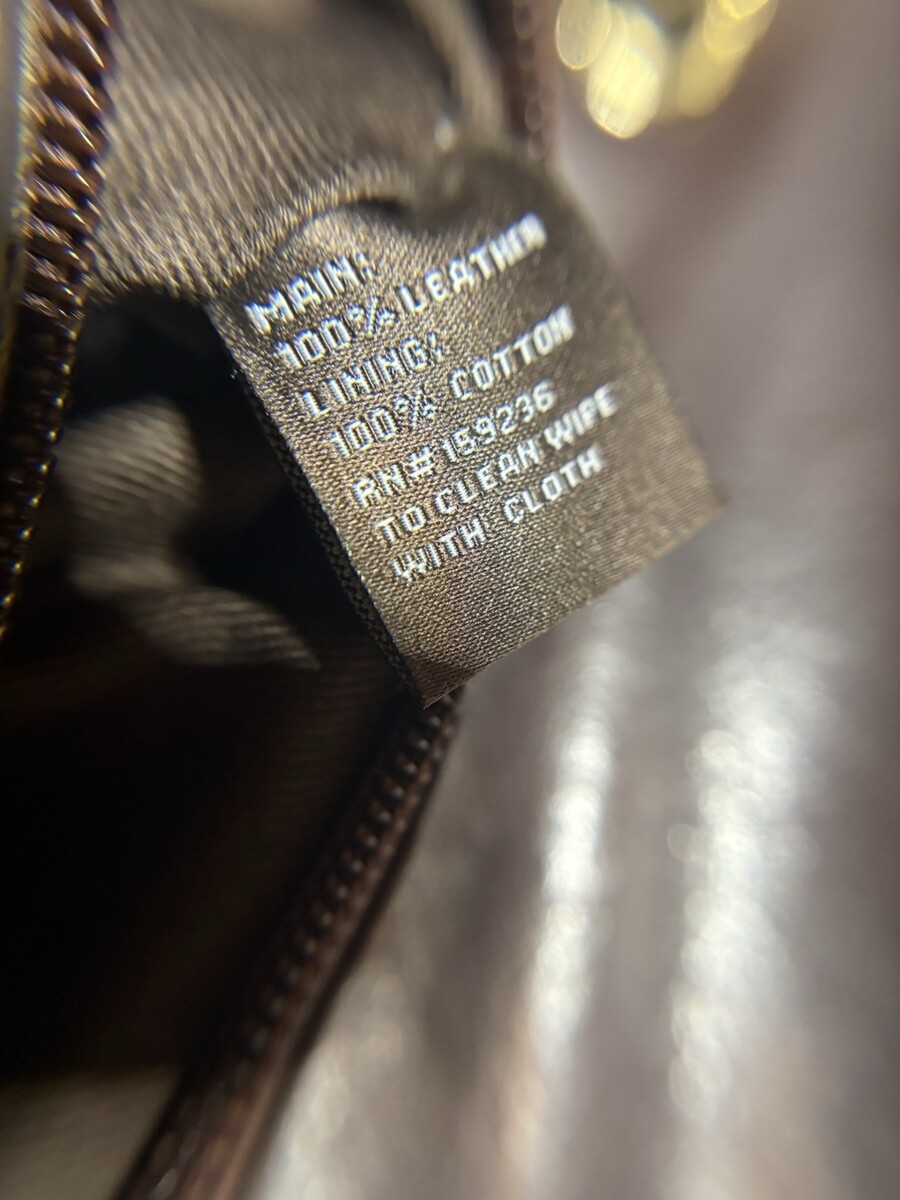 MAIN:
100% LEATHER
LINING:
100% COTTON
RN# 159236
TO CLEAN WIPE
WITH CLOTH